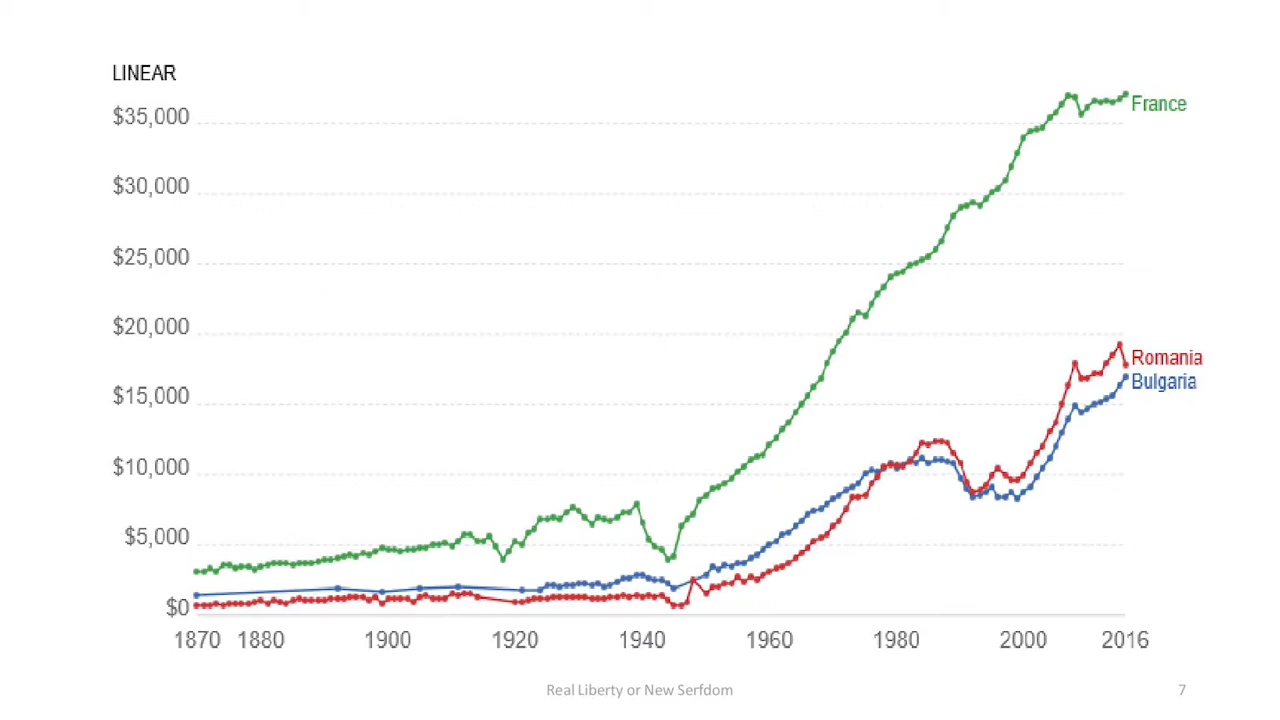 LINEAR
$35,000
France
$30,000
$25,000
$20,000
Romania
Bulgaria
$15,000
$10,000
$5,000
$0
1870 1880 1900 1920 1940 1960 1980 2000 2016
Real Liberty or New Serfdom 7